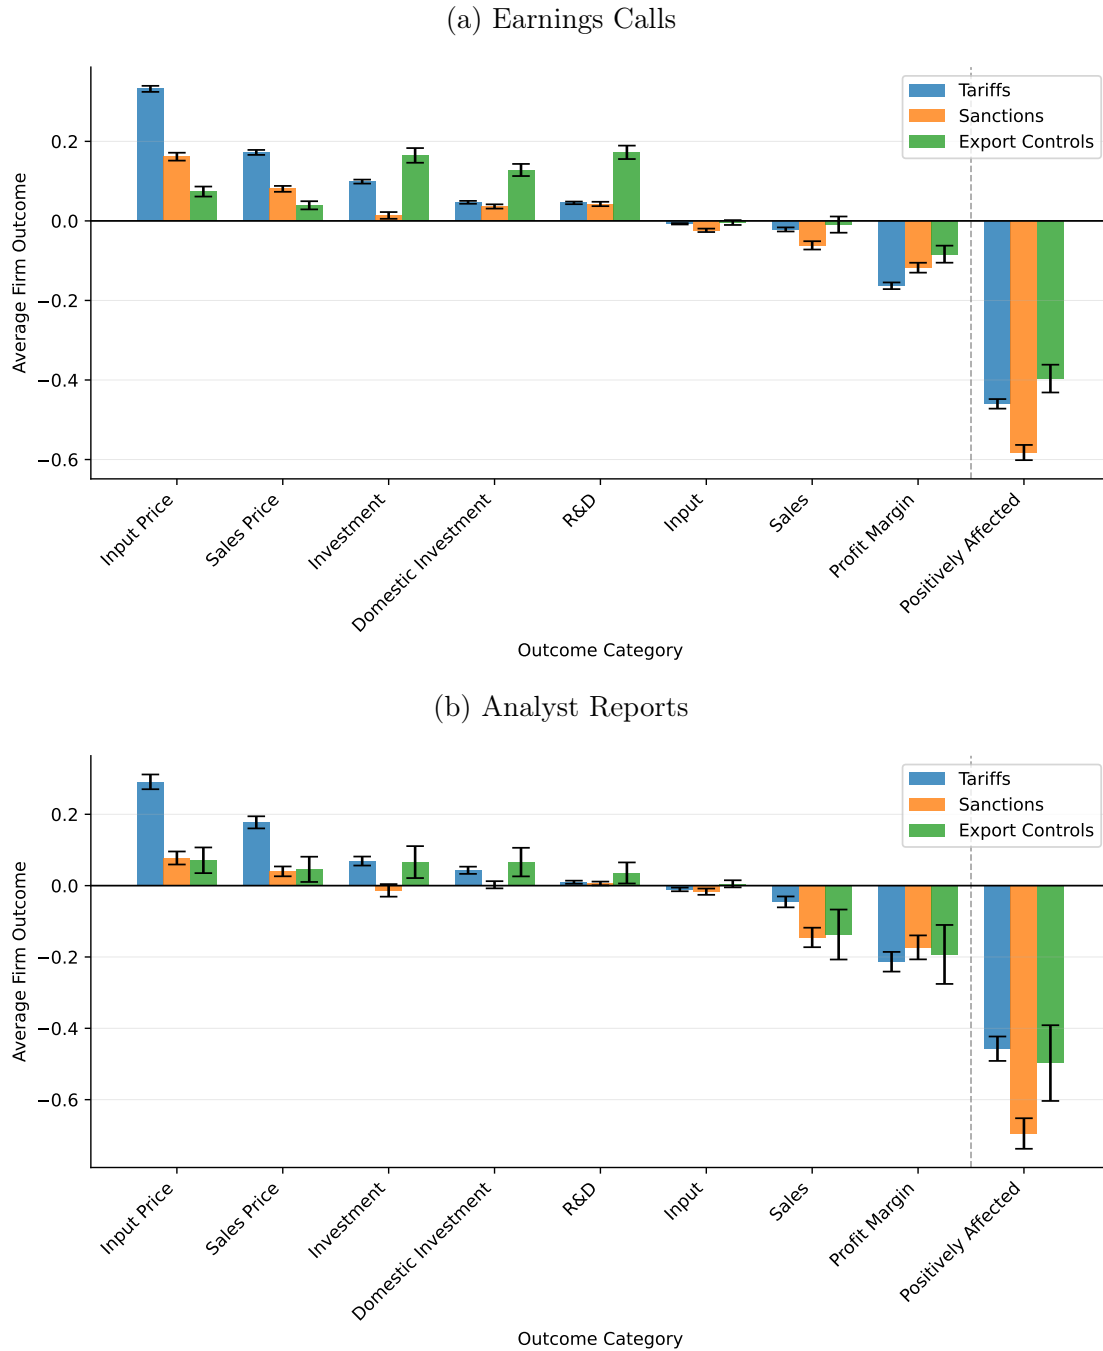 (a) Earnings Calls
Tariffs
Sanctions
Export Controls
Average Firm Outcome
0.2
0.0
−0.2
−0.4
−0.6
Input Price
Sales Price
Investment
Domestic Investment
R&D
Input
Sales
Profit Margin
Positively Affected
Outcome Category
(b) Analyst Reports
Tariffs
Sanctions
Export Controls
Average Firm Outcome
0.2
0.0
−0.2
−0.4
−0.6
Input Price
Sales Price
Investment
Domestic Investment
R&D
Input
Sales
Profit Margin
Positively Affected
Outcome Category